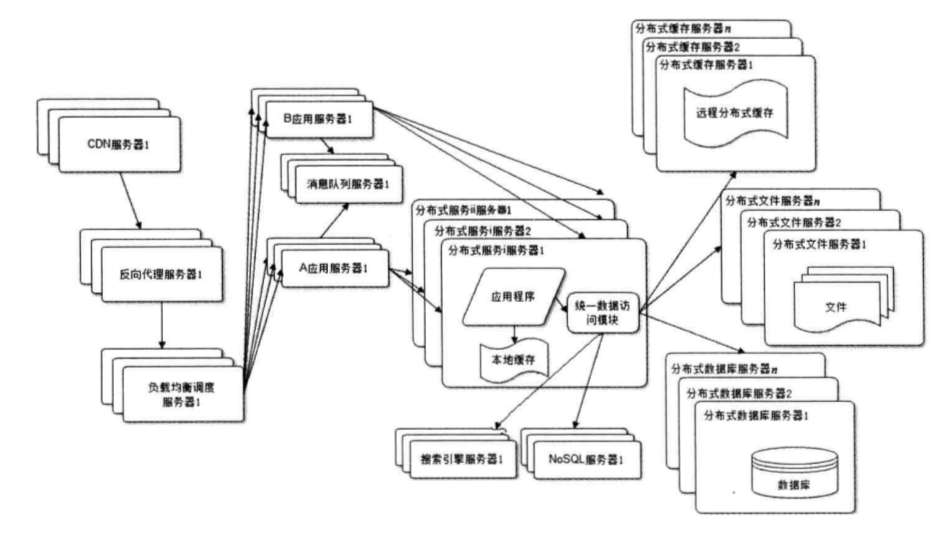 分布式缓存服务器n
分布式缓存服务器2
分布式缓存服务器1
远程分布式缓存
CDN服务器1
B应用服务器1
消息队列服务器1
分布式服务ii服务器1
分布式服务i服务器2
分布式服务i服务器1
分布式文件服务器n
分布式文件服务器2
分布式文件服务器1
文件
反向代理服务器1
A应用服务器1
应用程序
统一数据访
问模块
本地缓存
负载均衡调度
服务器1
分布式数据库服务器n
分布式数据库服务器2
分布式数据库服务器1
数据库
搜索引擎服务器1
NoSQL服务器1